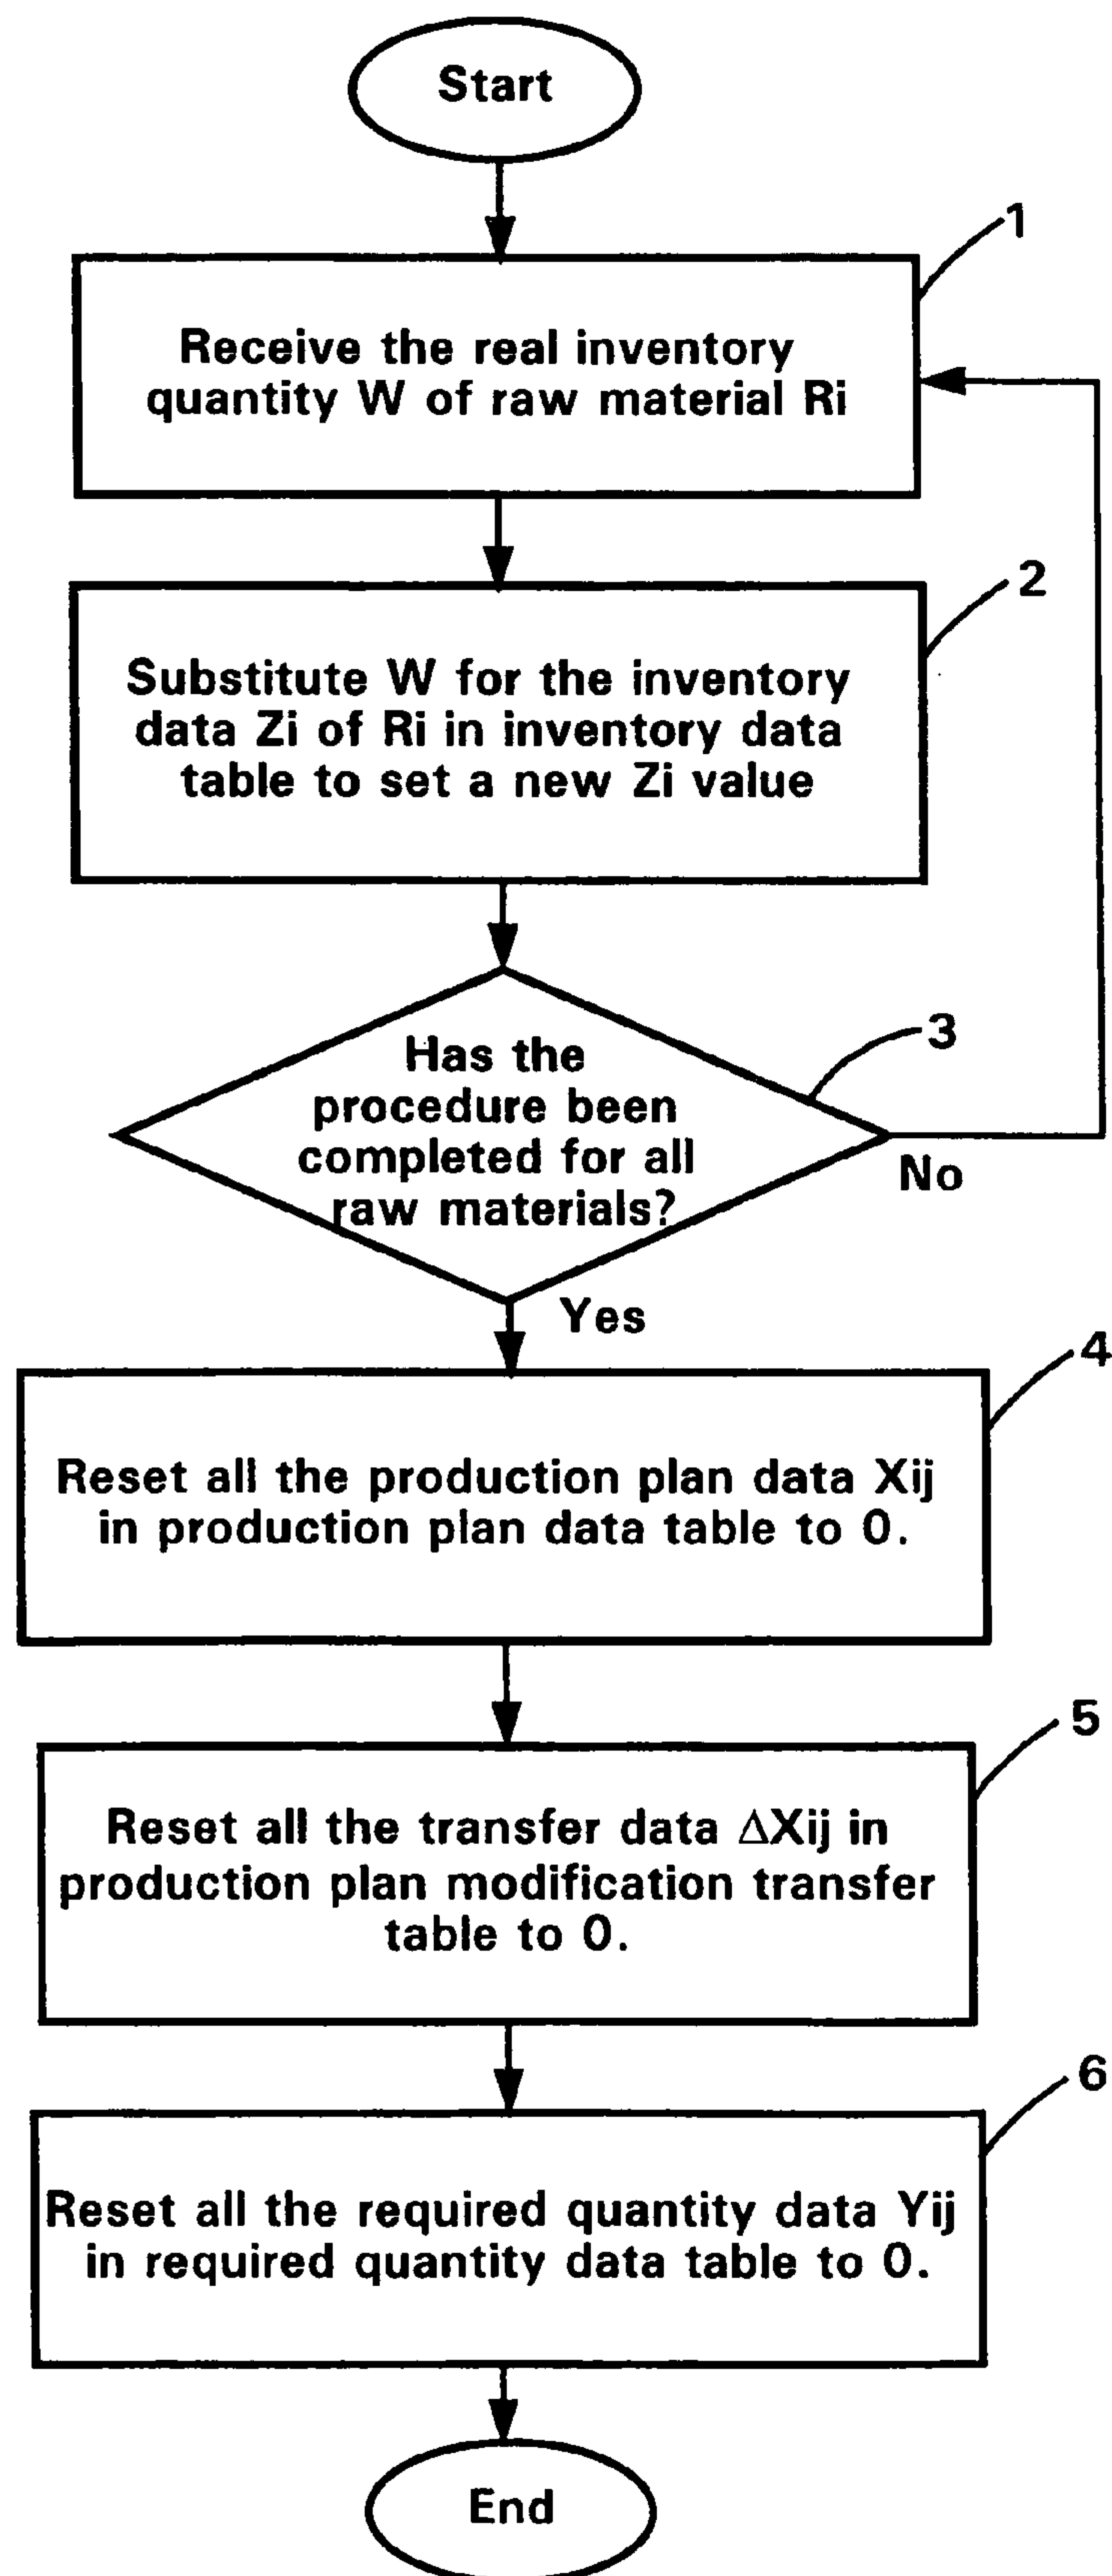 Start
1
Receive the real inventory
quantity W of raw material Ri
2
Substitute W for the inventory
data Zi of Ri in inventory data
table to set a new Zi value
3
Has the
procedure been
completed for all
raw materials?
No
Yes
4
Reset all the production plan data Xij
in production plan data table to 0.
5
Reset all the transfer data ΔXij in
production plan modification transfer
table to 0.
6
Reset all the required quantity data Yij
in required quantity data table to 0.
End